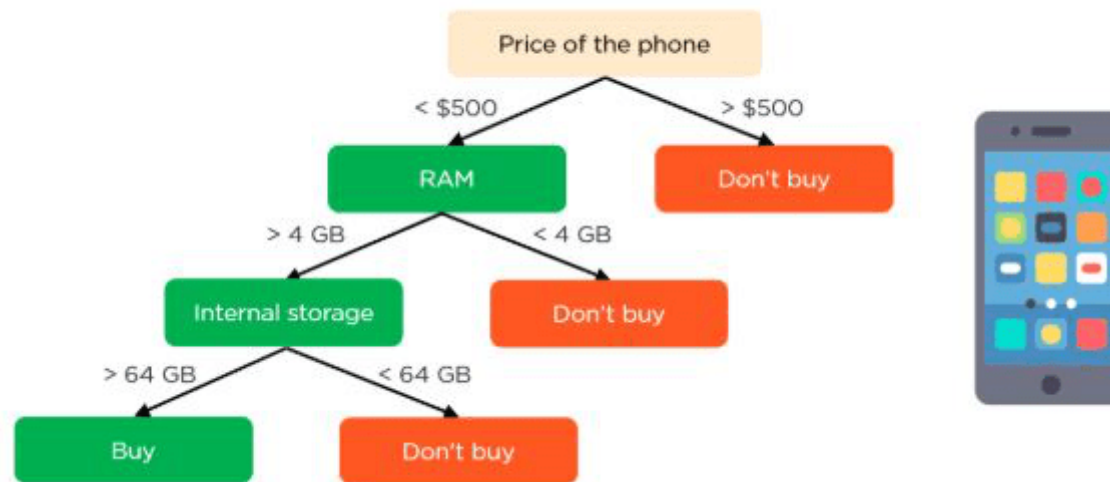 Price of the phone
< $500
> $500
RAM
Don't buy
> 4 GB
< 4 GB
Internal storage
Don't buy
> 64 GB
< 64 GB
Buy
Don't buy